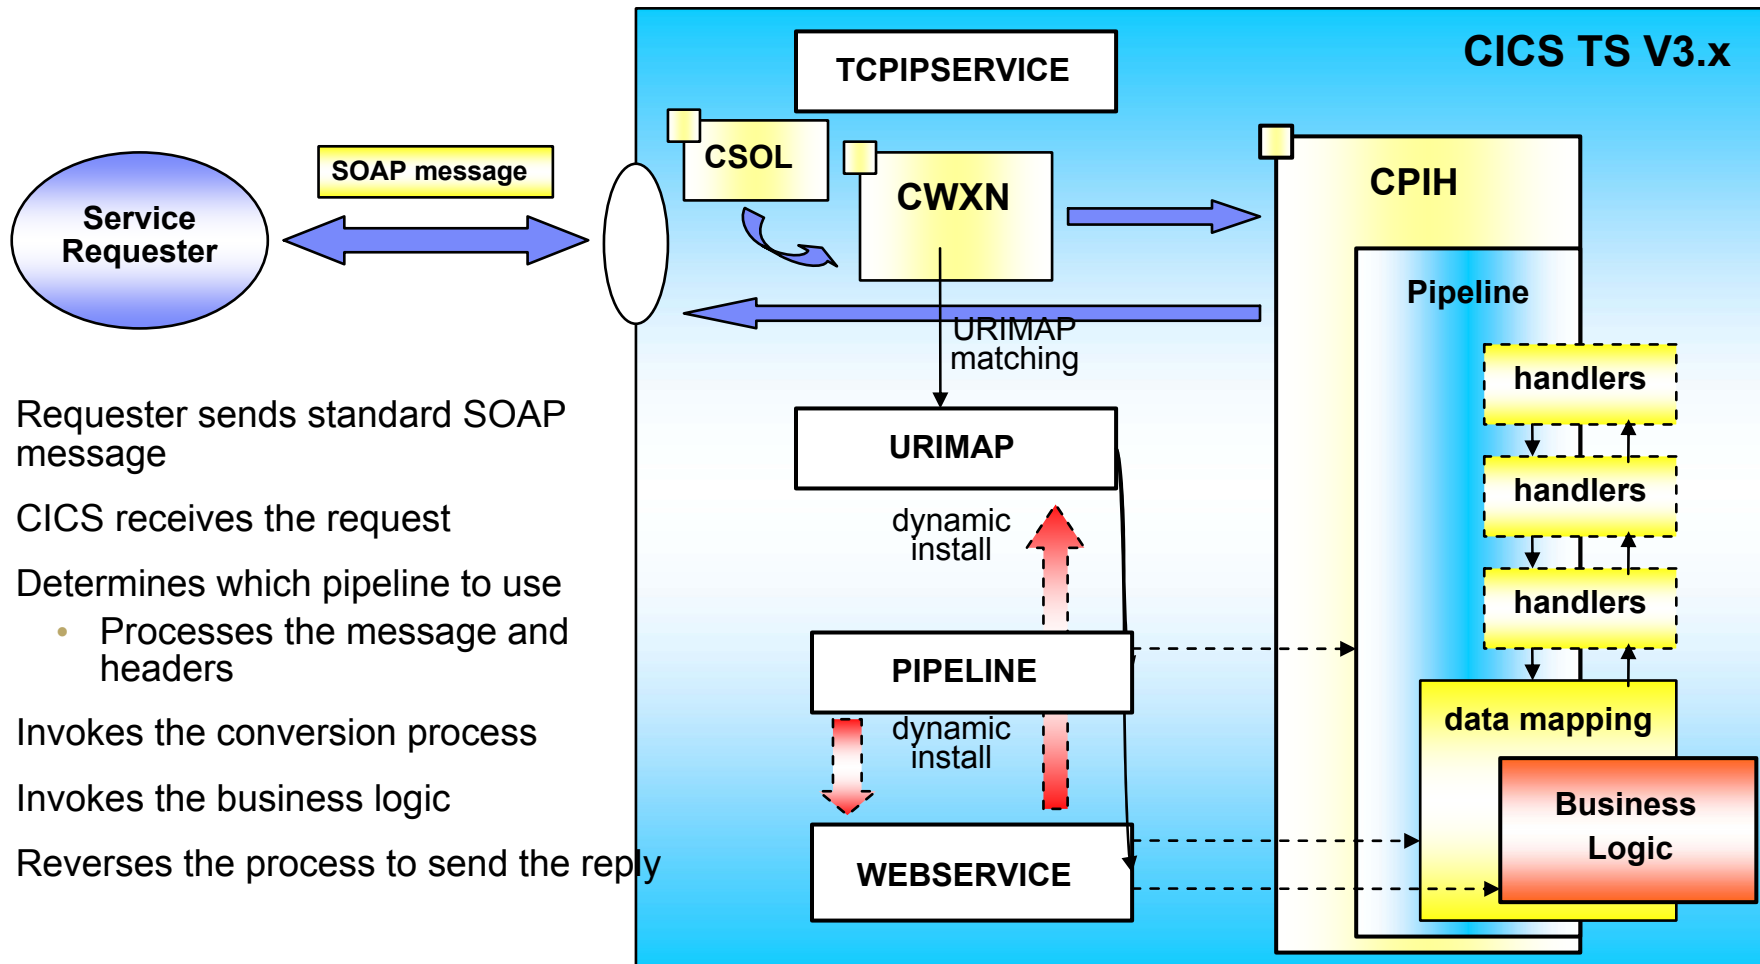 CICS TS V3.x
TCPIPSERVICE
CSOL
CWXN
CPIH
SOAP message
Service
Requester
Pipeline
URIMAP
matching
handlers
handlers
handlers
URIMAP
dynamic
install
PIPELINE
dynamic
install
data mapping
Business
Logic
WEBSERVICE
Requester sends standard SOAP
message
CICS receives the request
Determines which pipeline to use
• Processes the message and
headers
Invokes the conversion process
Invokes the business logic
Reverses the process to send the reply